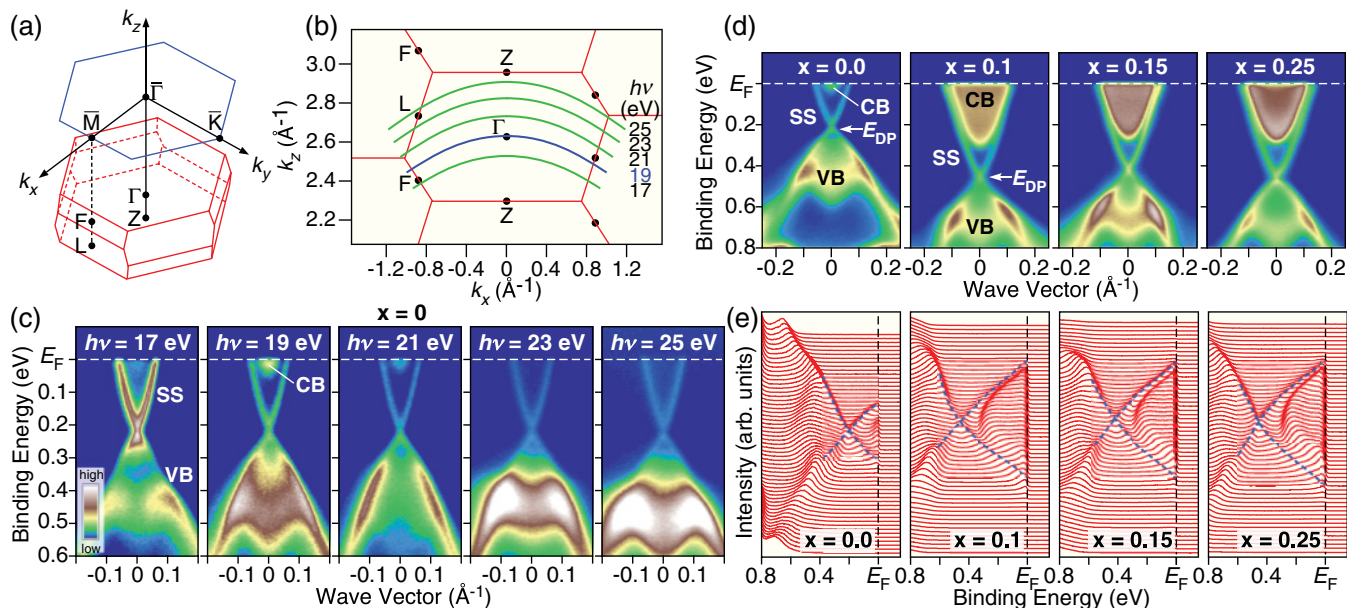 (a)
k_z
Γ̄
M̄
K̄
k_x
k_y
Γ
Z
F
L
(b)
k_z (Å⁻¹)
3.0
2.8
2.6
2.4
2.2
F
Z
L
Γ
F
Z
hν
(eV)
25
23
21
19
17
-1.2 -0.8 -0.4 0 0.4 0.8 1.2
k_x (Å⁻¹)
(c)
x = 0
hν = 17 eV hν = 19 eV hν = 21 eV hν = 23 eV hν = 25 eV
Binding Energy (eV)
E_F
0.1
0.2
0.3
0.4
0.5
0.6
SS
VB
CB
high
low
-0.1 0 0.1 -0.1 0 0.1 -0.1 0 0.1 -0.1 0 0.1 -0.1 0 0.1
Wave Vector (Å⁻¹)
(d)
x = 0.0 x = 0.1 x = 0.15 x = 0.25
Binding Energy (eV)
E_F
0.2
0.4
0.6
0.8
CB
SS
E_DP
VB
CB
SS
E_DP
VB
-0.2 0 0.2 -0.2 0 0.2 -0.2 0 0.2 -0.2 0 0.2
Wave Vector (Å⁻¹)
(e)
Intensity (arb. units)
x = 0.0 x = 0.1 x = 0.15 x = 0.25
0.8 0.4 E_F 0.8 0.4 E_F 0.8 0.4 E_F 0.8 0.4 E_F
Binding Energy (eV)